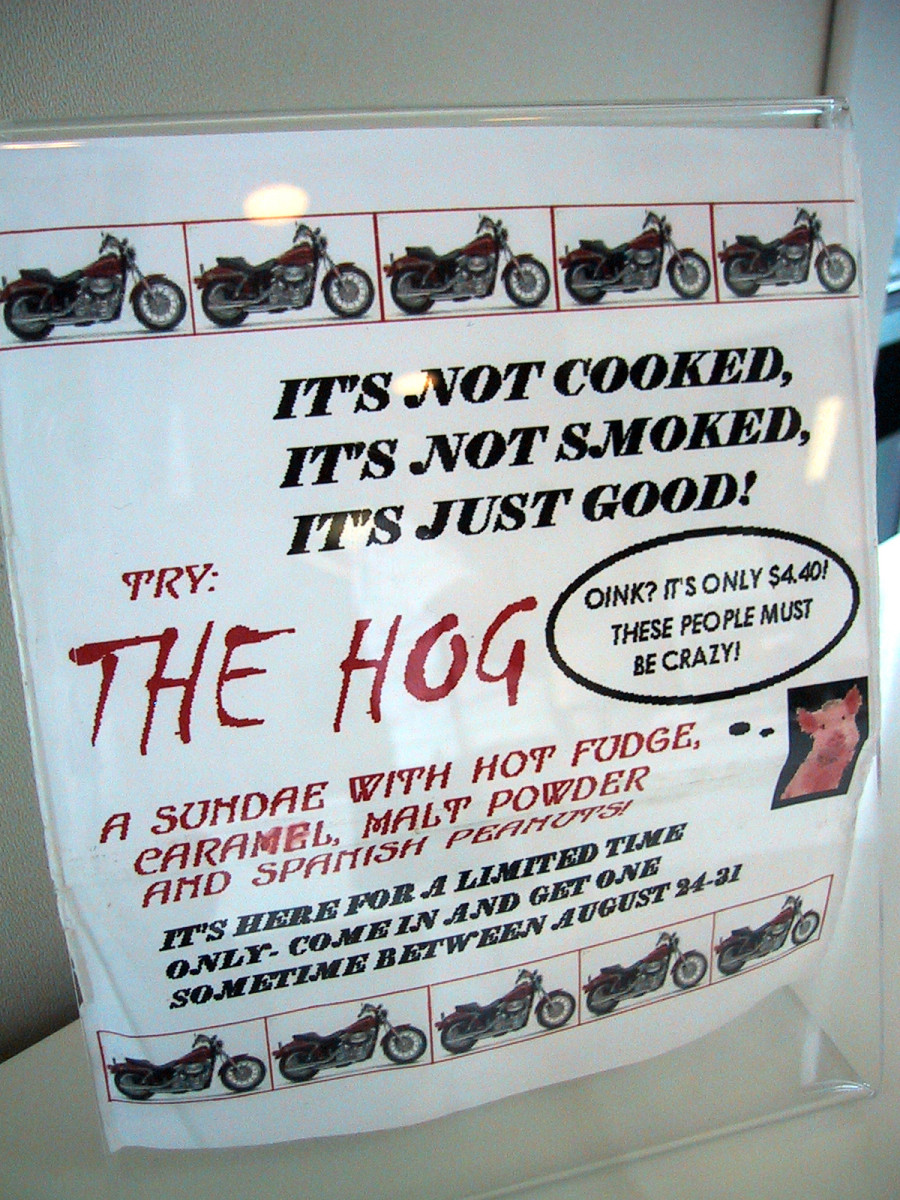 IT'S NOT COOKED,
IT'S NOT SMOKED,
IT'S JUST GOOD!
TRY:
THE HOG
OINK? IT'S ONLY $4.40!
THESE PEOPLE MUST
BE CRAZY!
A SUNDAE WITH HOT FUDGE,
CARAMEL, MALT POWDER
AND SPANISH PEANUTS!
IT'S HERE FOR A LIMITED TIME
ONLY- COME IN AND GET ONE
SOMETIME BETWEEN AUGUST 24-31